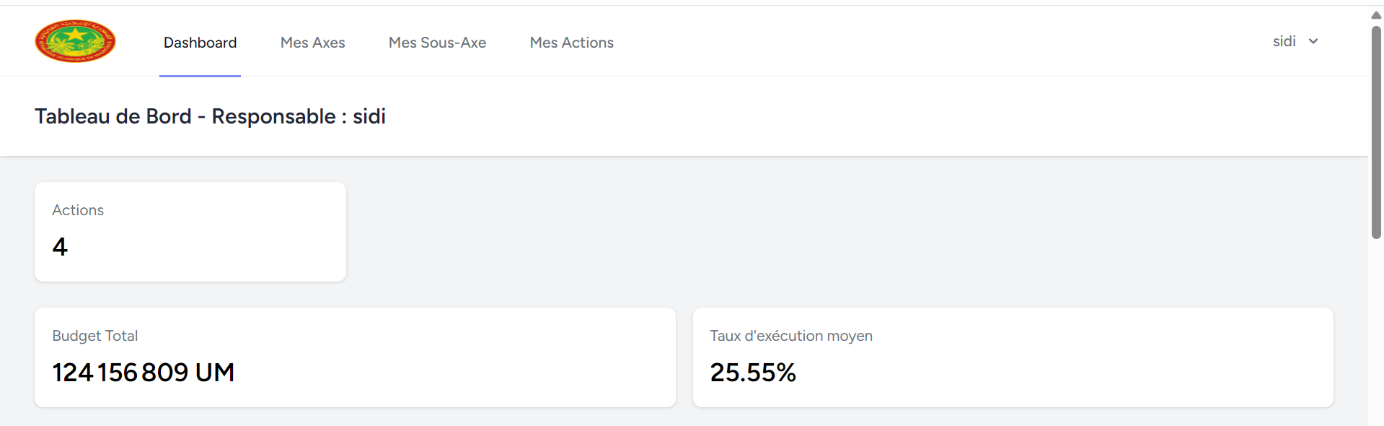 Dashboard Mes Axes Mes Sous-Axe Mes Actions sidi
Tableau de Bord - Responsable : sidi
Actions
4
Budget Total
124 156 809 UM
Taux d'exécution moyen
25.55%